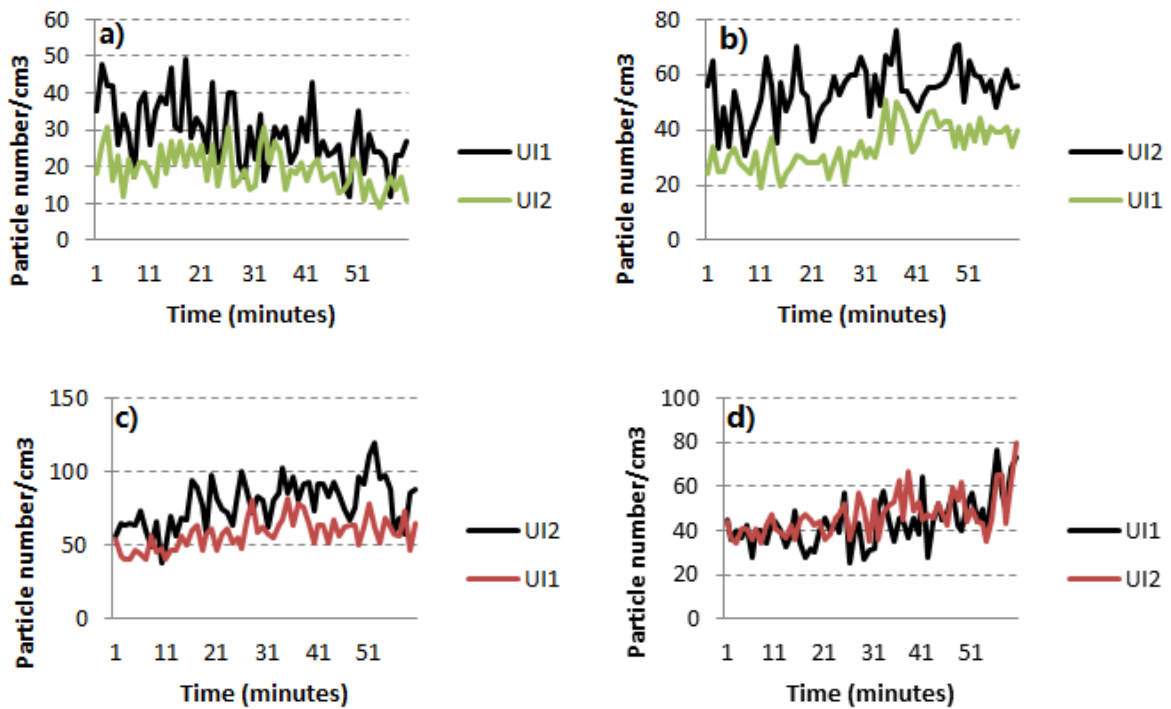 a)
Particle number/cm3
60
50
40
30
20
10
0
1 11 21 31 41 51
Time (minutes)
UI1
UI2
b)
Particle number/cm3
80
60
40
20
0
1 11 21 31 41 51
Time (minutes)
UI2
UI1
c)
Particle number/cm3
150
100
50
0
1 11 21 31 41 51
Time (minutes)
UI2
UI1
d)
Particle number/cm3
100
80
60
40
20
0
1 11 21 31 41 51
Time (minutes)
UI1
UI2